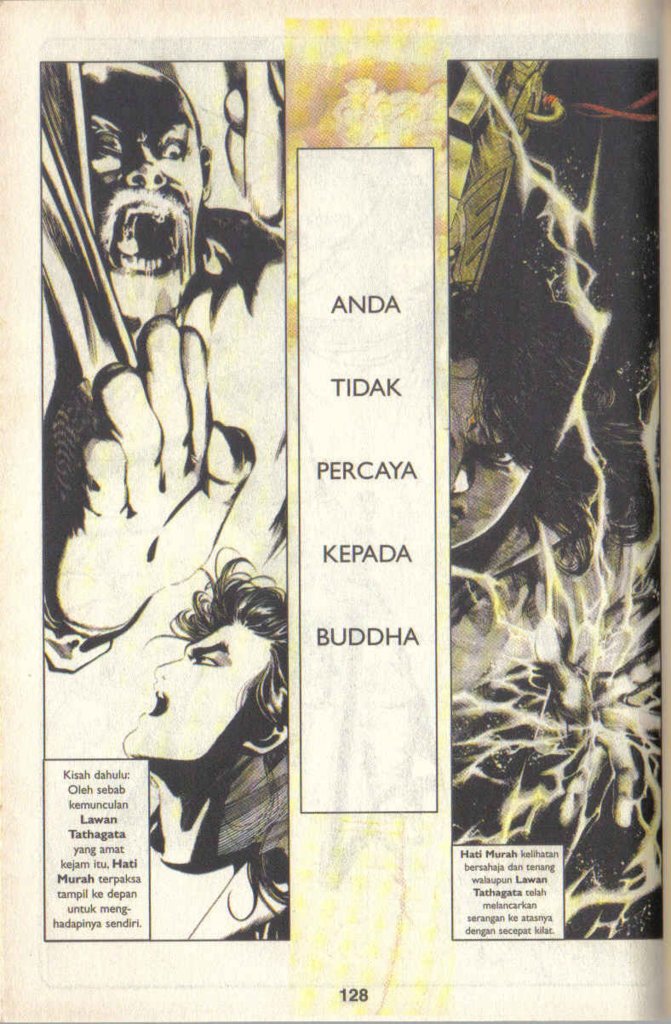 ANDA
TIDAK
PERCAYA
KEPADA
BUDDHA
Kisah dahulu:
Oleh sebab
kemunculan
Lawan
Tathagata
yang amat
kejam itu, Hati
Murah terpaksa
tampil ke depan
untuk meng-
hadapinya sendiri.
Hati Murah kelihatan
bersahaja dan tenang
walaupun Lawan
Tathagata telah
melancarkan
serangan ke atasnya
dengan secepat kilat.
128